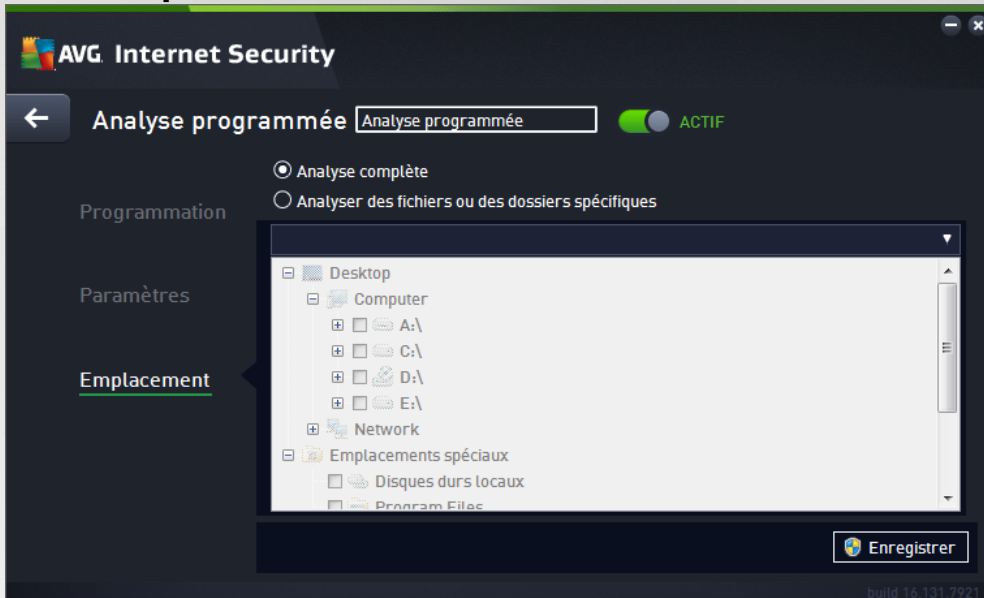 AVG. Internet Security
Analyse programmée Analyse programmée ACTIF
Analyse complète
Analyser des fichiers ou des dossiers spécifiques
Programmation
Paramètres
Emplacement
Desktop
Computer
A:\
C:\
D:\
E:\
Network
Emplacements spéciaux
Disques durs locaux
Program Files
Enregistrer
build 16.131.7921